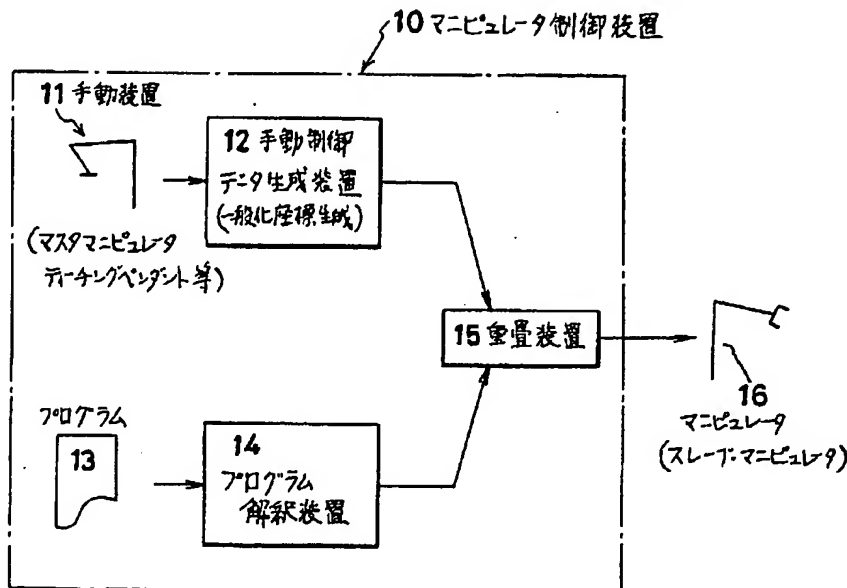 10 マニピュレータ制御装置
11 手動装置
12 手動制御
データ生成装置
(一般化座標生成)
(マスタマニピュレータ
ティーチングペンダント等)
15 重畳装置
16
マニピュレータ
(スレーブ・マニピュレータ)
プログラム
13
14
プログラム
解釈装置